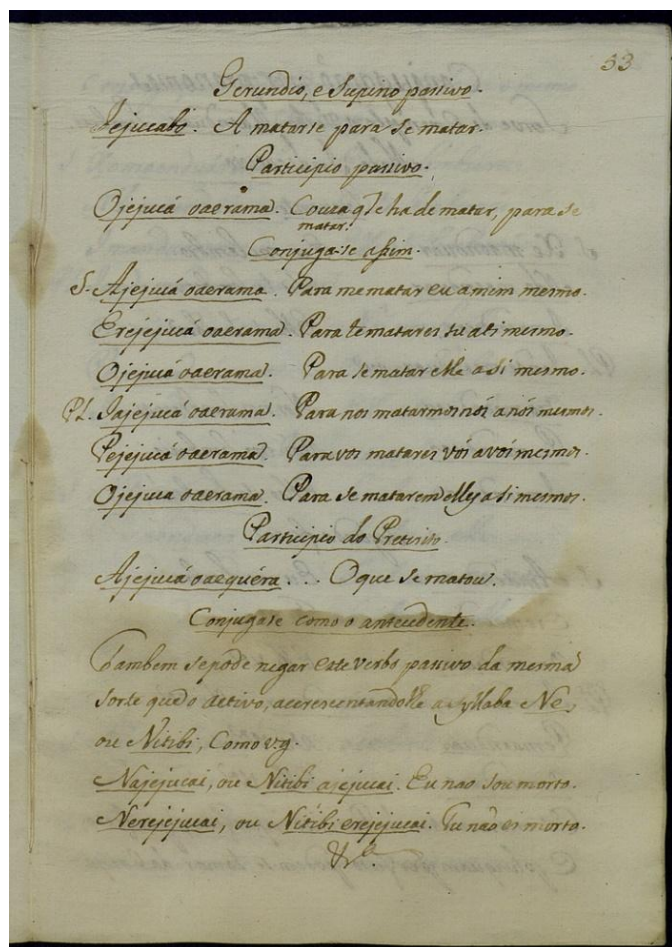 33
Gerundio, e Supino passivo.
Jejucabò. A matarse para se matar.
Participio passivo.
Ojejucá oaerama. Couza q̃ se ha de matar, para se
matar.
Conjuga-se assim.
S. Ajejucá oaerama. Para me matar eu a mim mesmo.
Erejejucá oaerama. Para te matares tu a ti mesmo.
Ojejucá oaerama. Para se matar elle a si mesmo.
Pl. Jajejucá oaerama. Para nos matarmos nós a nós mesmos.
Pejejucá oaerama. Para vos matares vós a vós mesmos.
Ojejuca oaerama. Para se matarem elles a si mesmos.
Participio do Preterito.
Ajejucá oaequéra... O que se matou.
Conjugase como o antecedente.
Tambem se pode negar este verbo passivo da mesma
sorte que o activo, acrescentandolhe a syllaba Ne,
ou Nitibi, Como v.g.
Najejucai, ou Nitibi ajejucai. Eu nao sou morto.
Nerejejucai, ou Nitibi erejejucai. Tu não es morto.